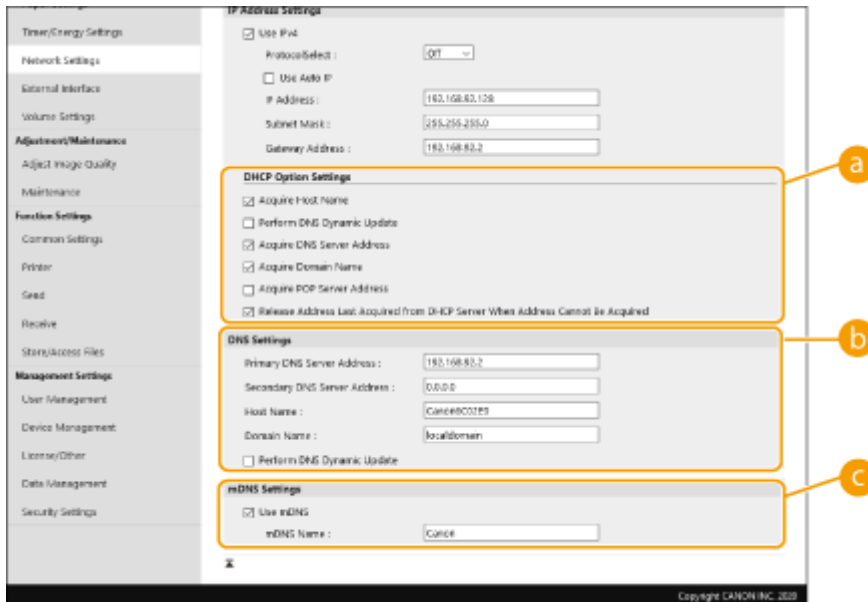 IP Address Settings
Timer/Energy Settings
Use IPv4
Network Settings
ProtocolSelect :
Off
Use Auto IP
External Interface
IP Address :
192.168.92.128
Volume Settings
Subnet Mask :
255.255.255.0
Adjustment/Maintenance
Gateway Address :
192.168.92.2
Adjust Image Quality
a
DHCP Option Settings
Maintenance
Acquire Host Name
Function Settings
Perform DNS Dynamic Update
Common Settings
Acquire DNS Server Address
Printer
Acquire Domain Name
Send
Acquire POP Server Address
Release Address Last Acquired from DHCP Server When Address Cannot Be Acquired
Receive
b
DNS Settings
Store/Access Files
Primary DNS Server Address :
192.168.92.2
Management Settings
Secondary DNS Server Address :
0.0.0.0
User Management
Host Name :
Device Management
Domain Name :
localdomain
License/Other
Perform DNS Dynamic Update
Data Management
c
mDNS Settings
Security Settings
Use mDNS
mDNS Name :
Canon
Copyright CANON INC. 2020